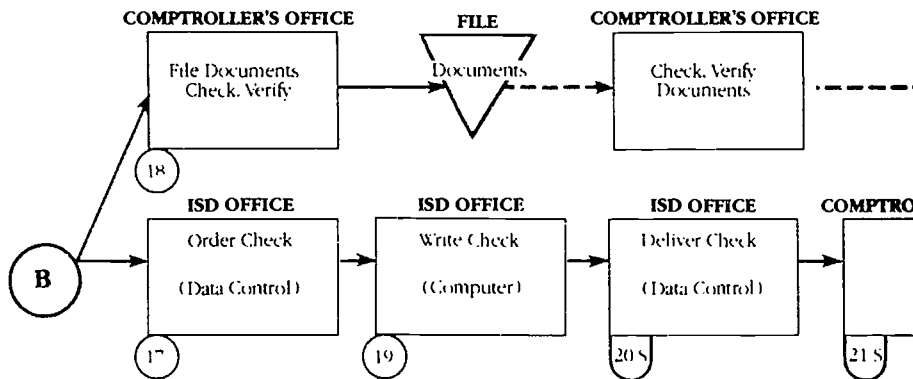 COMPTROLLER'S OFFICE
FILE
COMPTROLLER'S OFFICE
File Documents
Check, Verify
Documents
Check, Verify
Documents
18
ISD OFFICE
ISD OFFICE
ISD OFFICE
COMPTRO
B
Order Check
(Data Control)
Write Check
(Computer)
Deliver Check
(Data Control)
17
19
20 S
21 S